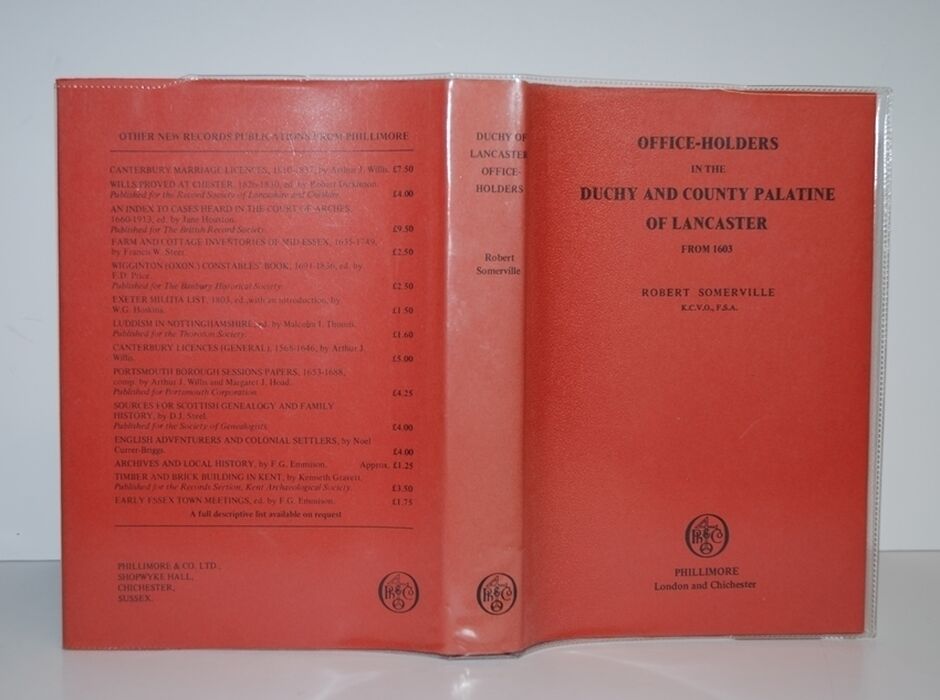 OTHER NEW RECORDS PUBLICATIONS FROM PHILLIMORE
CANTERBURY MARRIAGE LICENCES, 1810-1837, by Arthur J. Willis. £7.50
WILLS PROVED AT CHESTER, 1826-1830, ed. by Robert Dickinson.
Published for the Record Society of Lancashire and Cheshire. £4.00
AN INDEX TO CASES HEARD IN THE COURT OF ARCHES,
1660-1913, ed. by Jane Houston.
Published for The British Record Society. £9.50
FARM AND COTTAGE INVENTORIES OF MID-ESSEX, 1635-1749,
by Francis W. Steer. £2.50
WIGGINTON (OXON.) CONSTABLES' BOOK, 1691-1836, ed. by
F.D. Price.
Published for The Banbury Historical Society. £2.50
EXETER MILITIA LIST, 1803, ed. with an introduction, by
W.G. Hoskins. £1.50
LUDDISM IN NOTTINGHAMSHIRE, ed. by Malcolm I. Thomis.
Published for the Thoroton Society. £1.60
CANTERBURY LICENCES (GENERAL), 1568-1646, by Arthur J.
Willis. £5.00
PORTSMOUTH BOROUGH SESSIONS PAPERS, 1653-1688,
comp. by Arthur J. Willis and Margaret J. Hoad.
Published for Portsmouth Corporation. £4.25
SOURCES FOR SCOTTISH GENEALOGY AND FAMILY
HISTORY, by D.J. Steel.
Published for the Society of Genealogists. £4.00
ENGLISH ADVENTURERS AND COLONIAL SETTLERS, by Noel
Currer-Briggs. £4.00
ARCHIVES AND LOCAL HISTORY, by F.G. Emmison. Approx. £1.25
TIMBER AND BRICK BUILDING IN KENT, by Kenneth Gravett.
Published for the Records Section, Kent Archaeological Society. £3.50
EARLY ESSEX TOWN MEETINGS, ed. by F.G. Emmison. £1.75
A full descriptive list available on request
PHILLIMORE & CO. LTD.,
SHOPWYKE HALL,
CHICHESTER,
SUSSEX.
DUCHY OF
LANCASTER
OFFICE-
HOLDERS
Robert
Somerville
OFFICE-HOLDERS
IN THE
DUCHY AND COUNTY PALATINE
OF LANCASTER
FROM 1603
ROBERT SOMERVILLE
K.C.V.O., F.S.A.
PHILLIMORE
London and Chichester